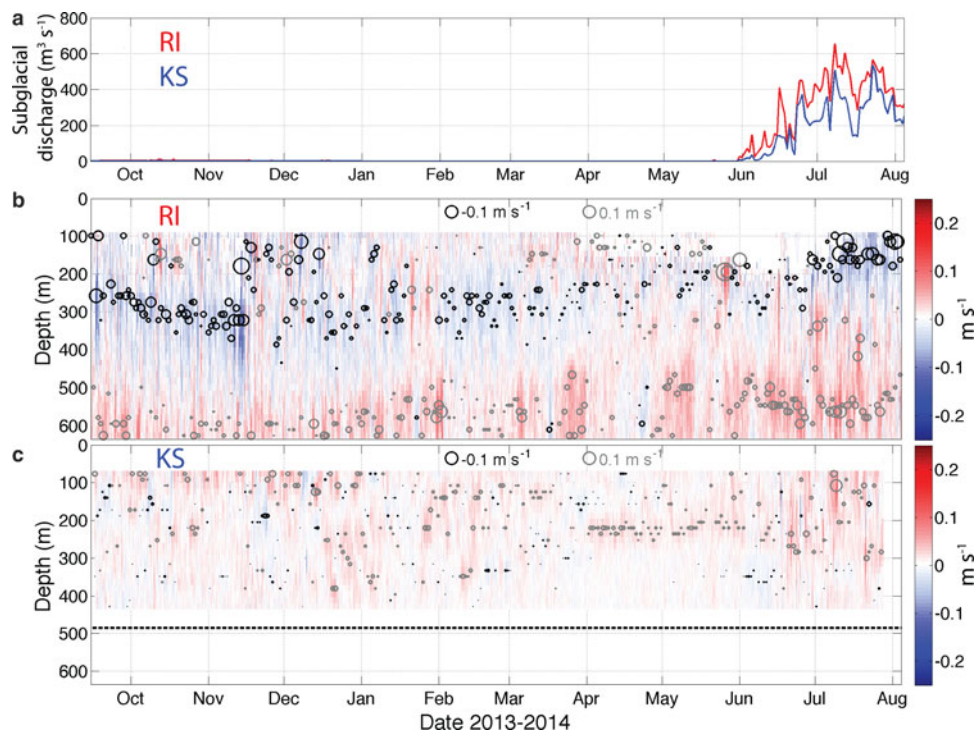 a
Subglacial discharge (m³ s⁻¹)
800
600
400
200
0
RI
KS
Oct Nov Dec Jan Feb Mar Apr May Jun Jul Aug
b
RI
-0.1 m s⁻¹
0.1 m s⁻¹
Depth (m)
0
100
200
300
400
500
600
0.2
0.1
0
-0.1
-0.2
m s⁻¹
c
KS
-0.1 m s⁻¹
0.1 m s⁻¹
Depth (m)
0
100
200
300
400
500
600
0.2
0.1
0
-0.1
-0.2
m s⁻¹
Oct Nov Dec Jan Feb Mar Apr May Jun Jul Aug
Date 2013-2014